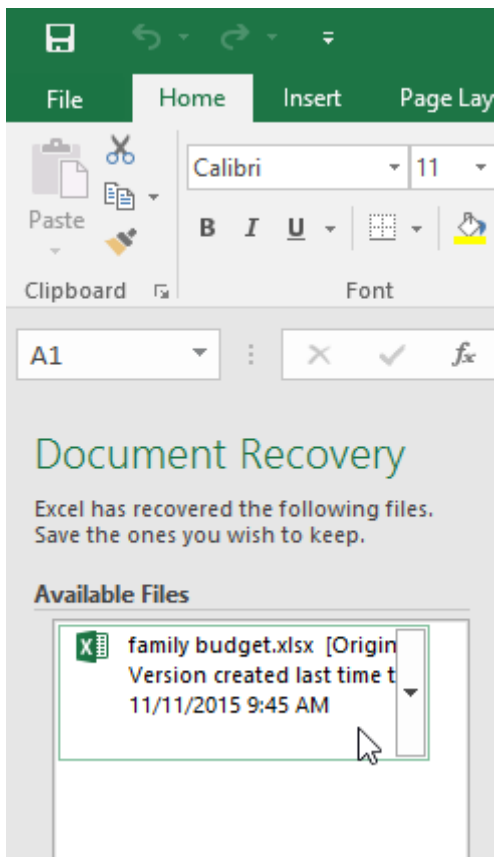 File Home Insert Page Lay
Calibri 11
Paste
B I U
Clipboard Font
A1 fx
Document Recovery
Excel has recovered the following files.
Save the ones you wish to keep.
Available Files
family budget.xlsx [Origin
Version created last time t
11/11/2015 9:45 AM